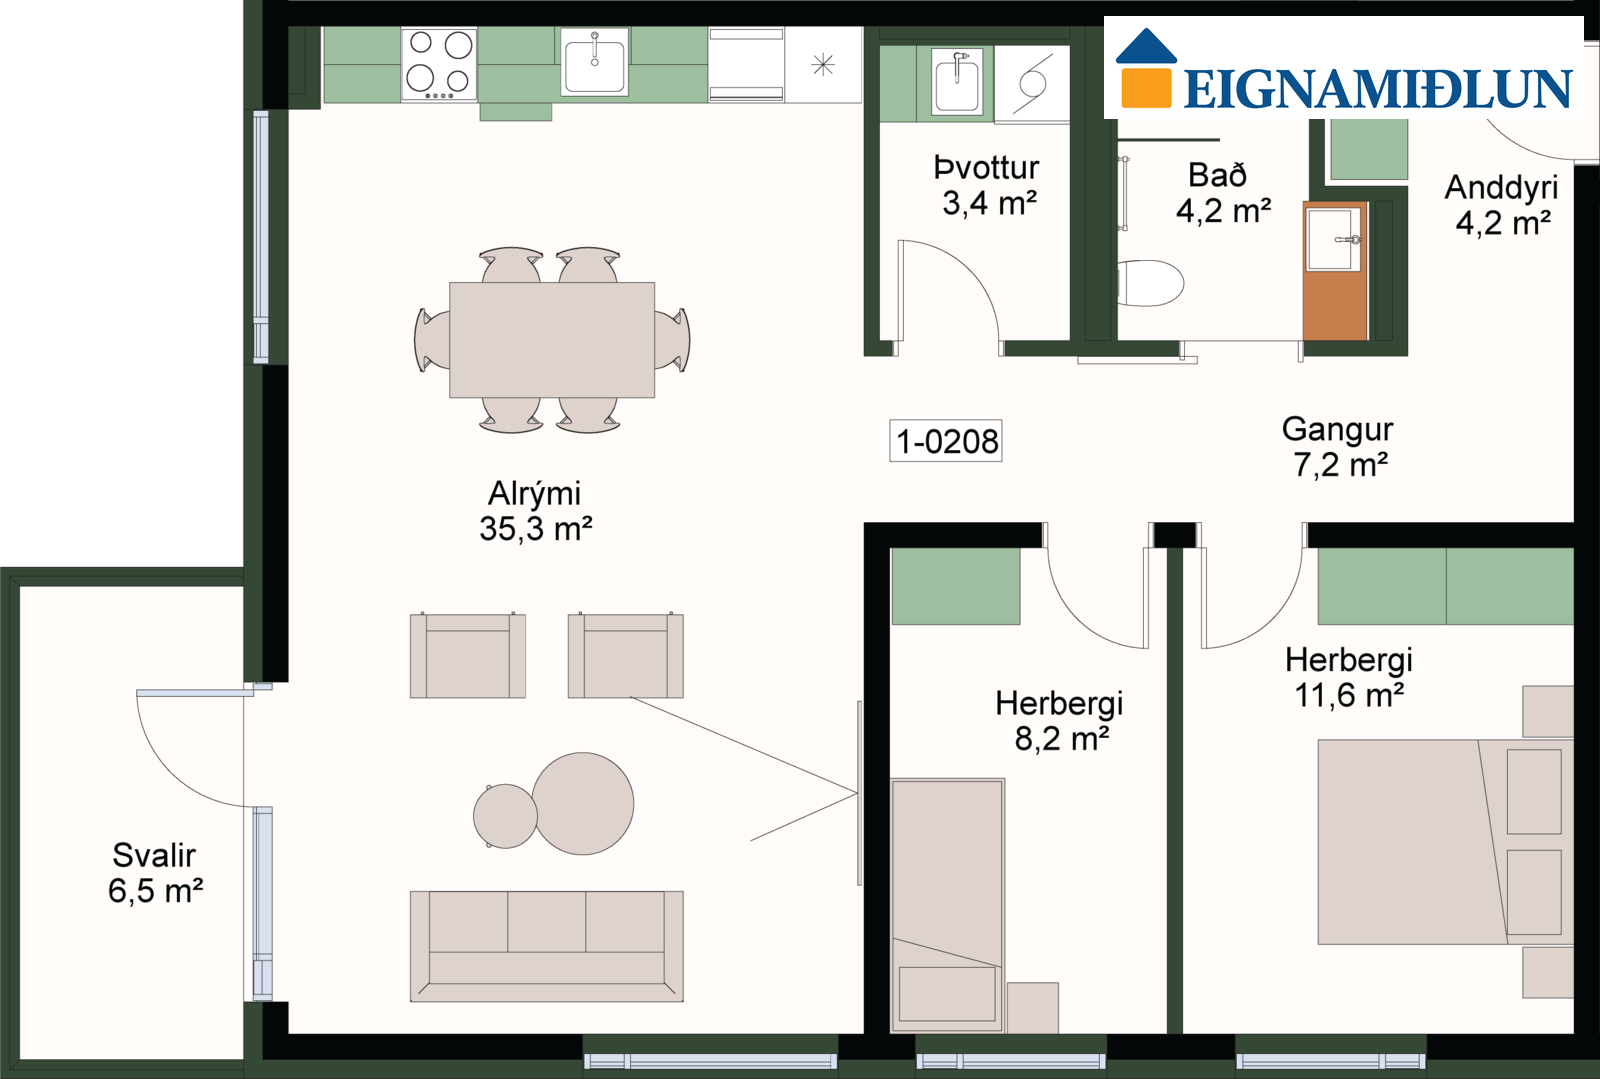 EIGNAMIÐLUN
Þvottur
3,4 m²
Bað
4,2 m²
Anddyri
4,2 m²
1-0208
Gangur
7,2 m²
Alrými
35,3 m²
Herbergi
8,2 m²
Herbergi
11,6 m²
Svalir
6,5 m²